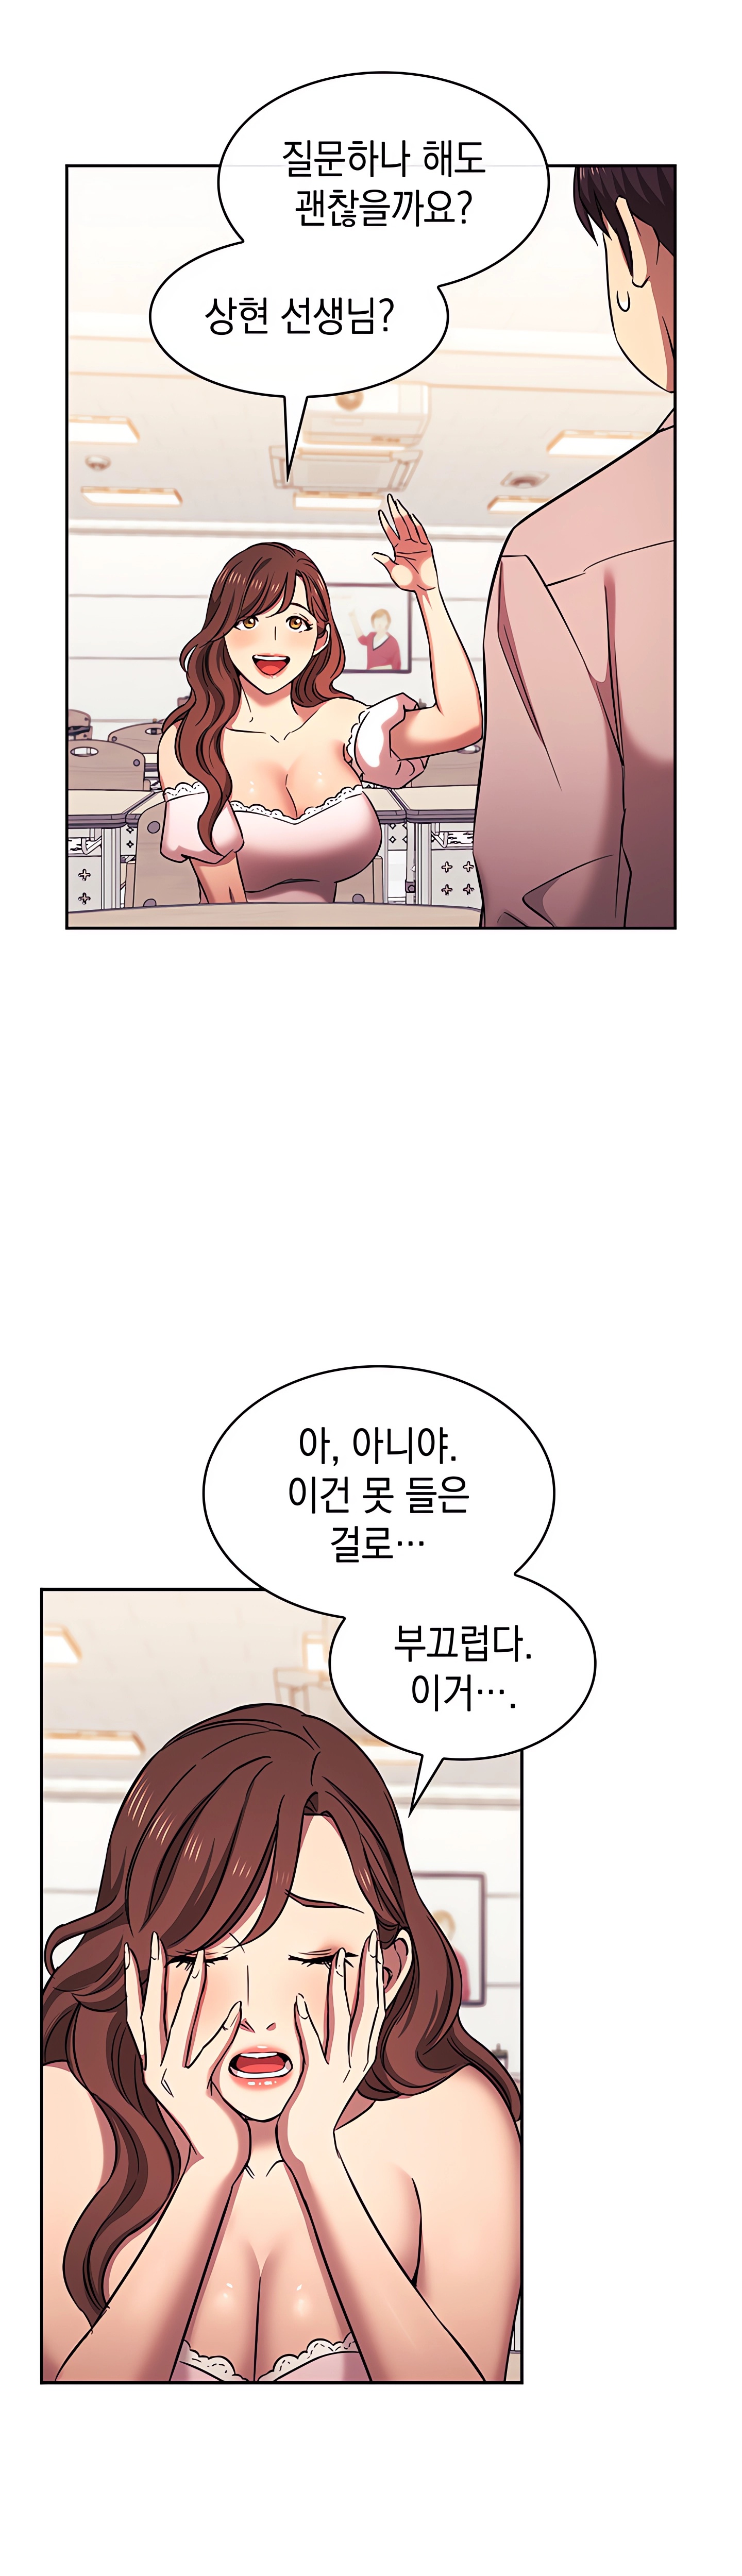 질문하나 해도
괜찮을까요?
상현 선생님?
아, 아니야.
이건 못 들은
걸로…
부끄럽다.
이거….